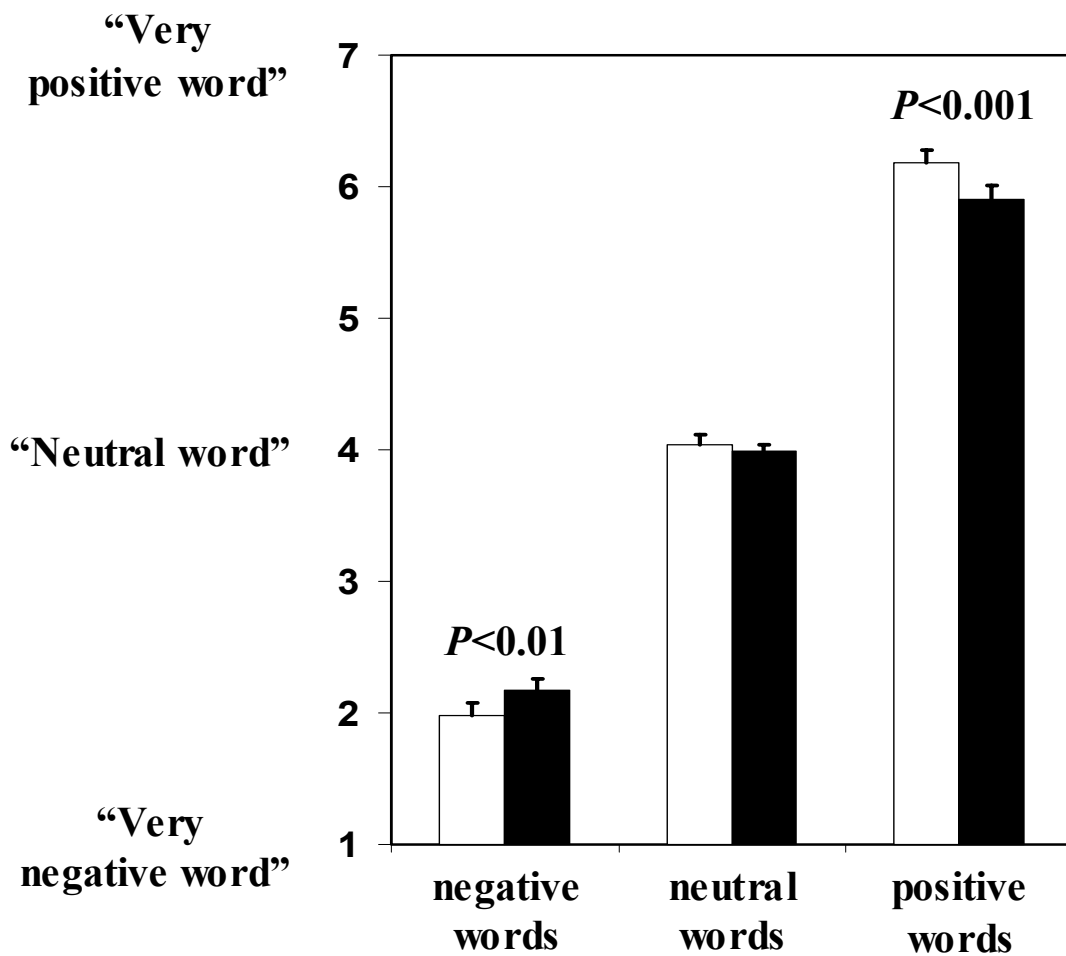 “Very
positive word”
7
P<0.001
6
5
“Neutral word”
4
3
P<0.01
2
“Very
negative word”
1
negative
words
neutral
words
positive
words